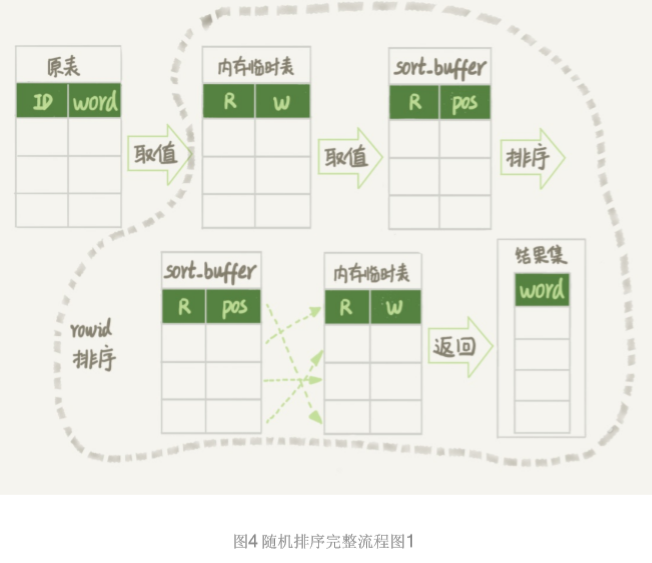 原表
ID word
取值
内存临时表
R W
取值
sort_buffer
R pos
排序
rowid
排序
sort_buffer
R pos
内存临时表
R W
返回
结果集
word
图4 随机排序完整流程图1